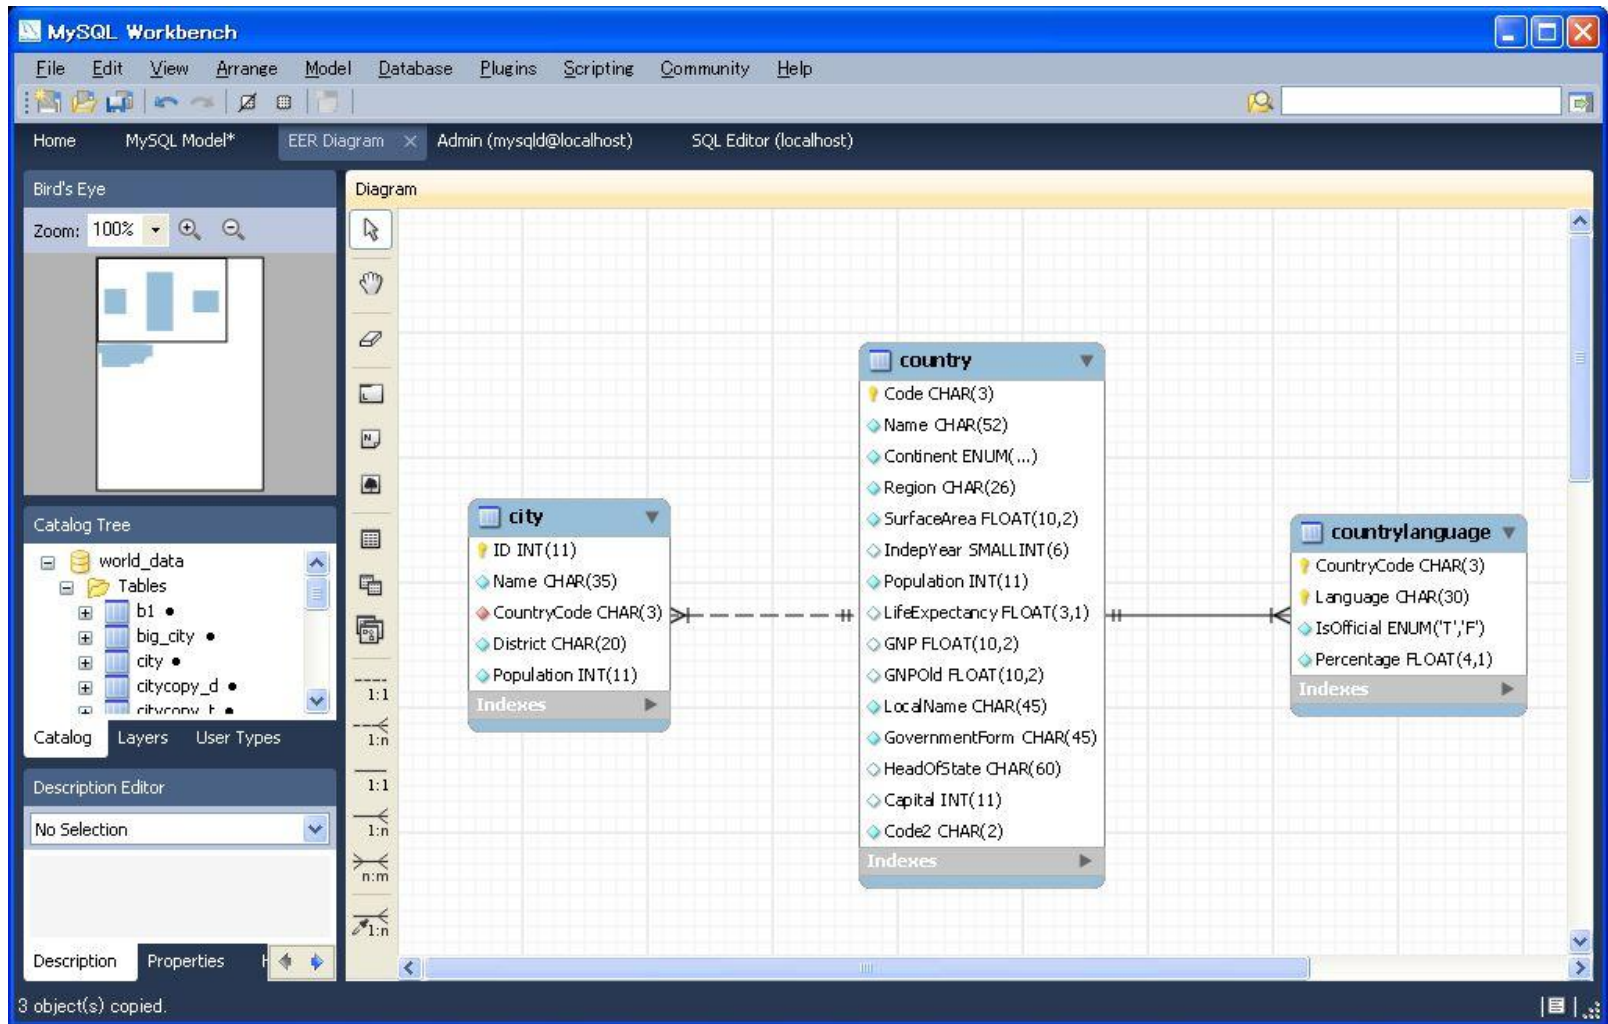 MySQL Workbench
File Edit View Arrange Model Database Plugins Scripting Community Help
Home MySQL Model* EER Diagram Admin (mysqld@localhost) SQL Editor (localhost)
Bird's Eye
Zoom: 100%
Catalog Tree
world_data
Tables
b1
big_city
city
citycopy_d
citycopy_t
Catalog Layers User Types
Description Editor
No Selection
Description Properties H
Diagram
1:1
1:n
1:1
1:n
n:m
1:n
city
ID INT(11)
Name CHAR(35)
CountryCode CHAR(3)
District CHAR(20)
Population INT(11)
Indexes
country
Code CHAR(3)
Name CHAR(52)
Continent ENUM(...)
Region CHAR(26)
SurfaceArea FLOAT(10,2)
IndepYear SMALLINT(6)
Population INT(11)
LifeExpectancy FLOAT(3,1)
GNP FLOAT(10,2)
GNPOld FLOAT(10,2)
LocalName CHAR(45)
GovernmentForm CHAR(45)
HeadOfState CHAR(60)
Capital INT(11)
Code2 CHAR(2)
Indexes
countrylanguage
CountryCode CHAR(3)
Language CHAR(30)
IsOfficial ENUM('T','F')
Percentage FLOAT(4,1)
Indexes
3 object(s) copied.